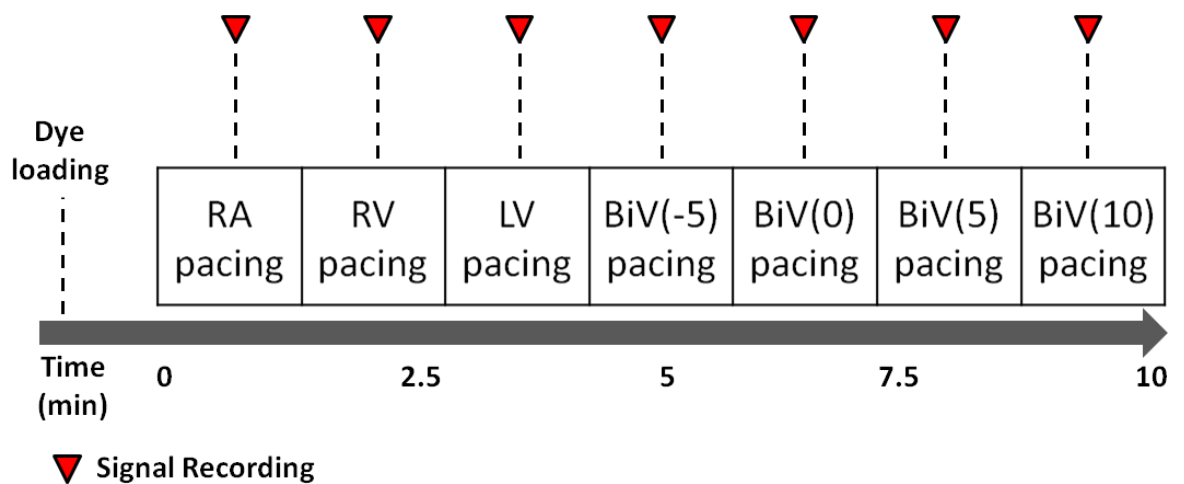 Dye
loading
RA
pacing
RV
pacing
LV
pacing
BiV(-5)
pacing
BiV(0)
pacing
BiV(5)
pacing
BiV(10)
pacing
Time
(min)
0
2.5
5
7.5
10
Signal Recording